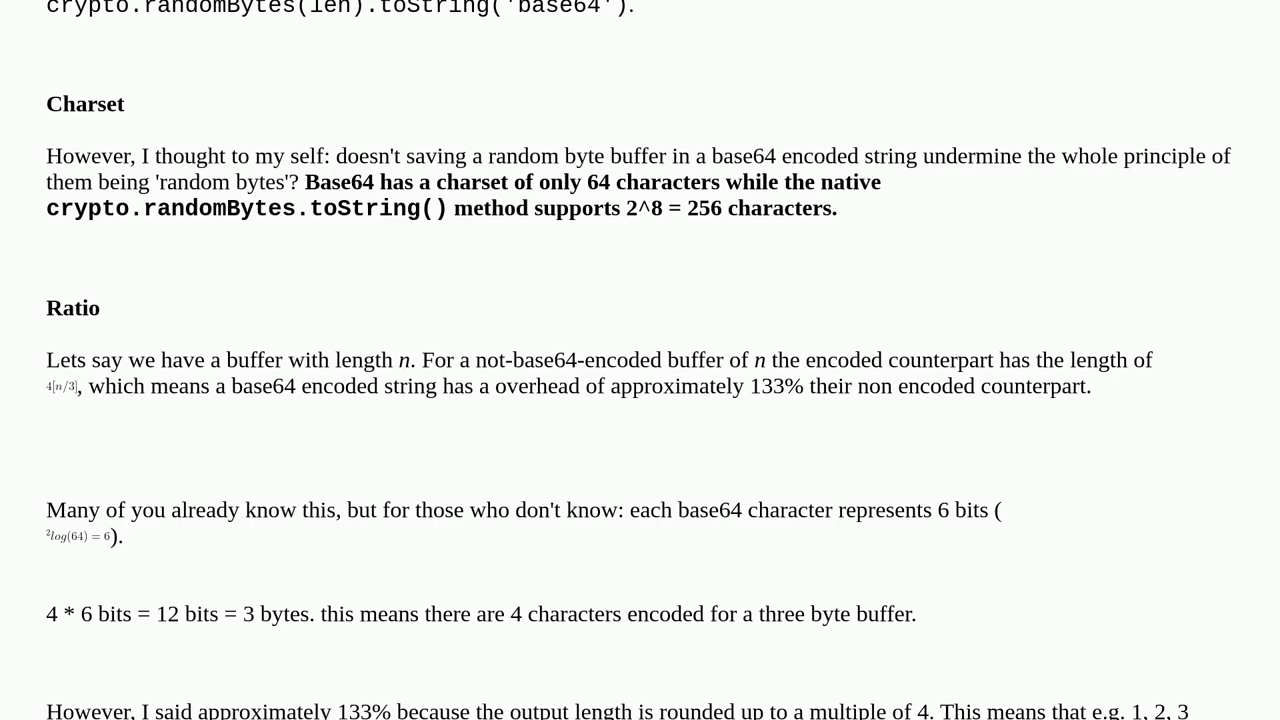 crypto.randomBytes(len).toString('base64').
Charset
However, I thought to my self: doesn't saving a random byte buffer in a base64 encoded string undermine the whole principle of
them being 'random bytes'? Base64 has a charset of only 64 characters while the native
crypto.randomBytes.toString() method supports 2^8 = 256 characters.
Ratio
Lets say we have a buffer with length n. For a not-base64-encoded buffer of n the encoded counterpart has the length of
4[n/3], which means a base64 encoded string has a overhead of approximately 133% their non encoded counterpart.
Many of you already know this, but for those who don't know: each base64 character represents 6 bits (
²log(64) = 6).
4 * 6 bits = 12 bits = 3 bytes. this means there are 4 characters encoded for a three byte buffer.
However, I said approximately 133% because the output length is rounded up to a multiple of 4. This means that e.g. 1, 2, 3